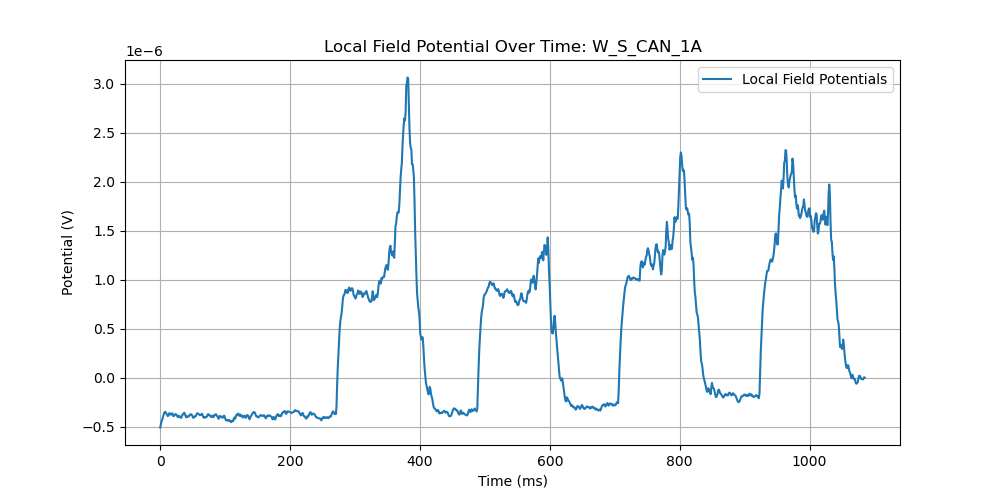 Local Field Potential Over Time: W_S_CAN_1A
1e−6
Local Field Potentials
3.0
2.5
2.0
1.5
1.0
0.5
0.0
−0.5
Potential (V)
0 200 400 600 800 1000
Time (ms)